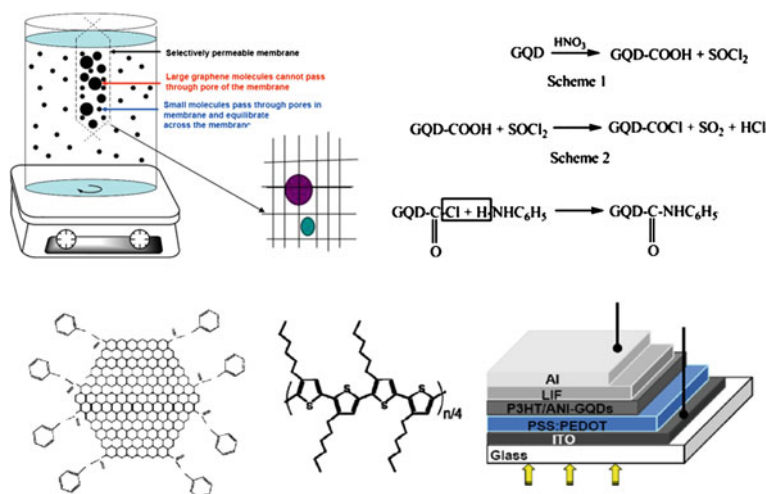 Selectively permeable membrane
Large graphene molecules cannot pass
through pore of the membrane
Small molecules pass through pores in
membrane and equilibrate
across the membran
GQD HNO3 GQD-COOH + SOCl2
Scheme 1
GQD-COOH + SOCl2 GQD-COCl + SO2 + HCl
Scheme 2
GQD-C-Cl + H-NHC6H5 GQD-C-NHC6H5
O O
S S S S
n/4
Al
LIF
P3HT/ANI-GQDs
PSS:PEDOT
ITO
Glass